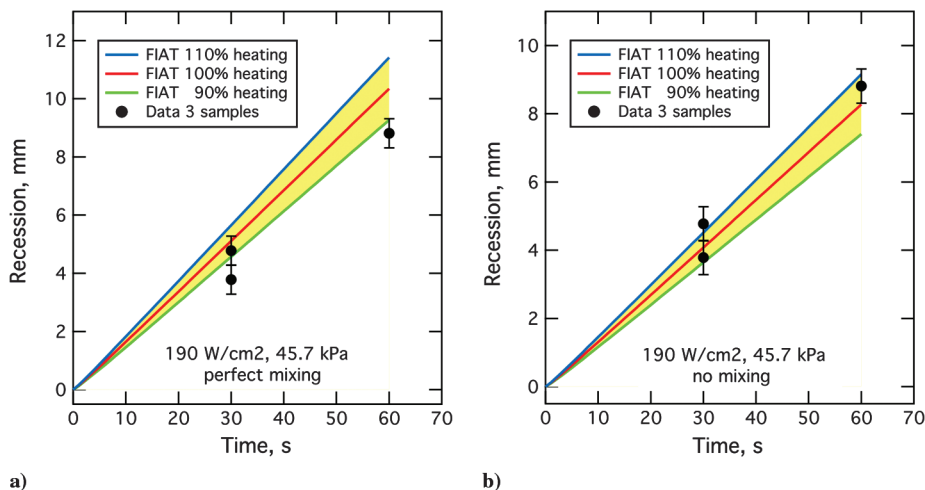 12
10
8
6
4
2
0
Recession, mm
FIAT 110% heating
FIAT 100% heating
FIAT 90% heating
Data 3 samples
190 W/cm2, 45.7 kPa
perfect mixing
0 10 20 30 40 50 60 70
Time, s
a)
10
8
6
4
2
0
Recession, mm
FIAT 110% heating
FIAT 100% heating
FIAT 90% heating
Data 3 samples
190 W/cm2, 45.7 kPa
no mixing
0 10 20 30 40 50 60 70
Time, s
b)